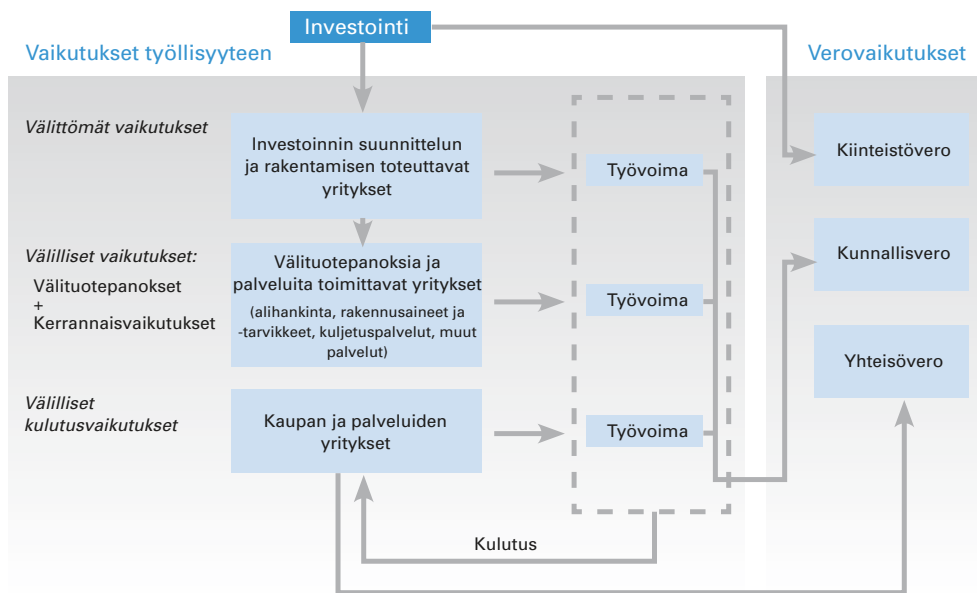 Investointi
Vaikutukset työllisyyteen
Verovaikutukset
Välittömät vaikutukset
Investoinnin suunnittelun
ja rakentamisen toteuttavat
yritykset
Työvoima
Kiinteistövero
Välilliset vaikutukset:
Välituotepanokset
+
Kerrannaisvaikutukset
Välituotepanoksia ja
palveluita toimittavat yritykset
(alihankinta, rakennusaineet ja
-tarvikkeet, kuljetuspalvelut, muut
palvelut)
Työvoima
Kunnallisvero
Yhteisövero
Välilliset
kulutusvaikutukset
Kaupan ja palveluiden
yritykset
Työvoima
Kulutus